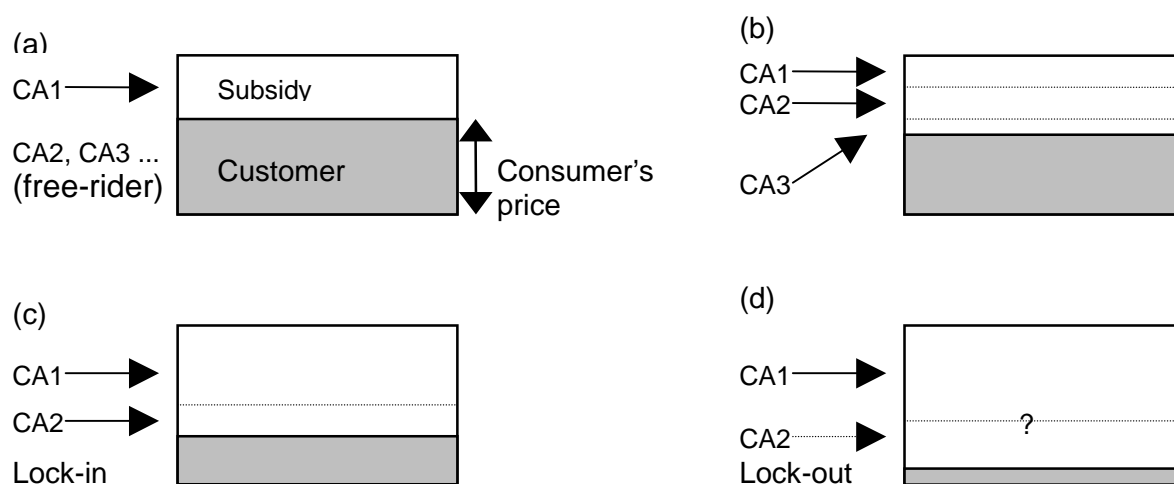 (a)
CA1
Subsidy
CA2, CA3 ...
(free-rider)
Customer
Consumer's
price
(b)
CA1
CA2
CA3
(c)
CA1
CA2
Lock-in
(d)
CA1
?
CA2
Lock-out